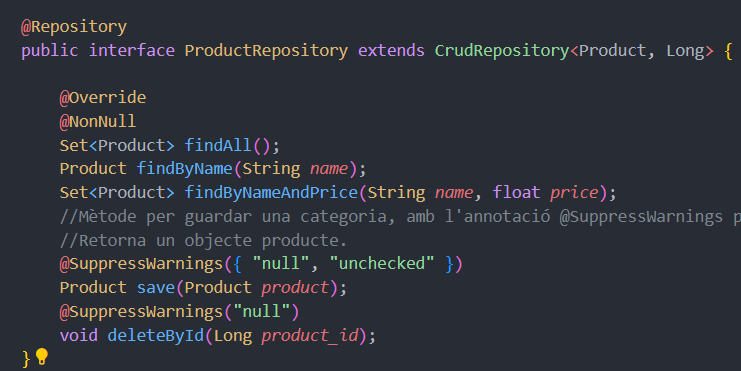 @Repository
public interface ProductRepository extends CrudRepository<Product, Long> {
@Override
@NonNull
Set<Product> findAll();
Product findByName(String name);
Set<Product> findByNameAndPrice(String name, float price);
//Mètode per guardar una categoria, amb l'annotació @SuppressWarnings p
//Retorna un objecte producte.
@SuppressWarnings({ "null", "unchecked" })
Product save(Product product);
@SuppressWarnings("null")
void deleteById(Long product_id);
}